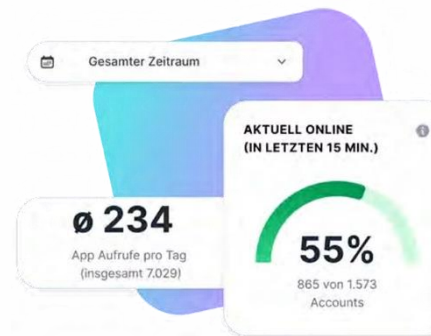 Gesamter Zeitraum
AKTUELL ONLINE
(IN LETZTEN 15 MIN.)
ø 234
App Aufrufe pro Tag
(insgesamt 7.029)
55%
865 von 1.573
Accounts